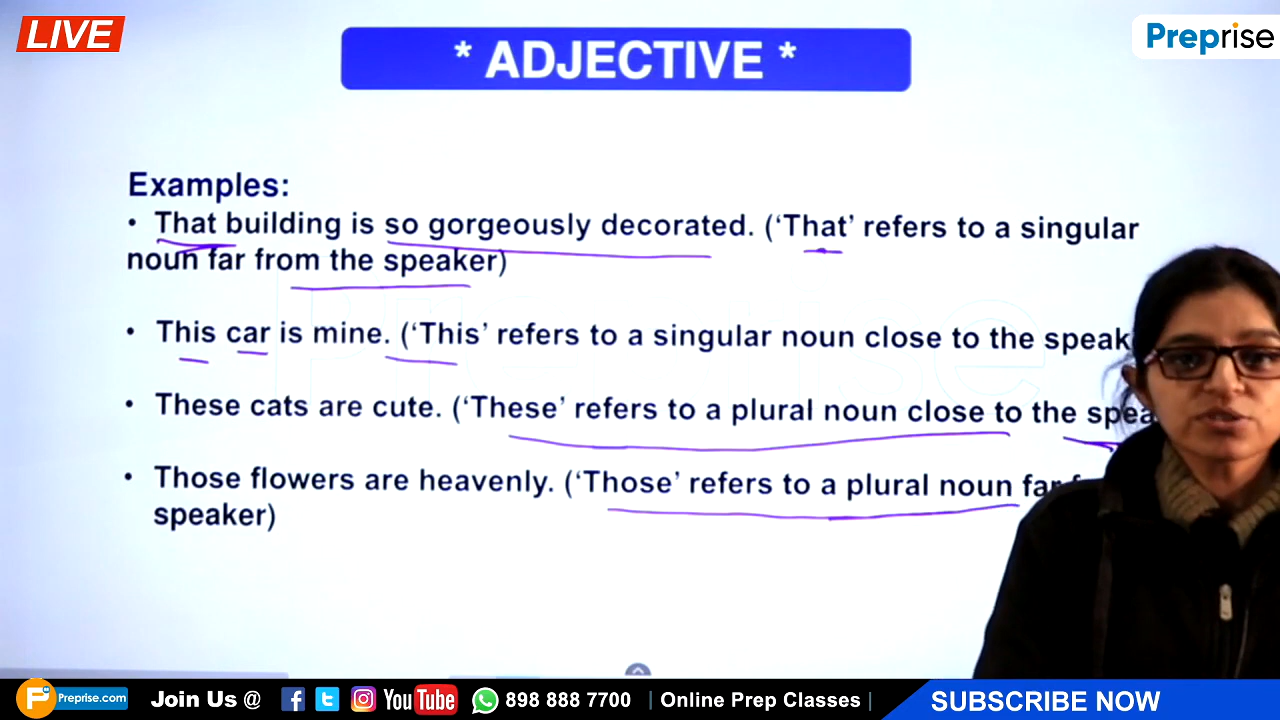 LIVE
* ADJECTIVE *
Preprise
Examples:
• That building is so gorgeously decorated. (‘That’ refers to a singular
noun far from the speaker)
• This car is mine. (‘This’ refers to a singular noun close to the
• These cats are cute. (‘These’ refers to a plural noun close to the
• Those flowers are heavenly. (‘Those’ refers to a plural noun far
speaker)
Preprise
Preprise.com Join Us @ YouTube 898 888 7700 | Online Prep Classes | SUBSCRIBE NOW